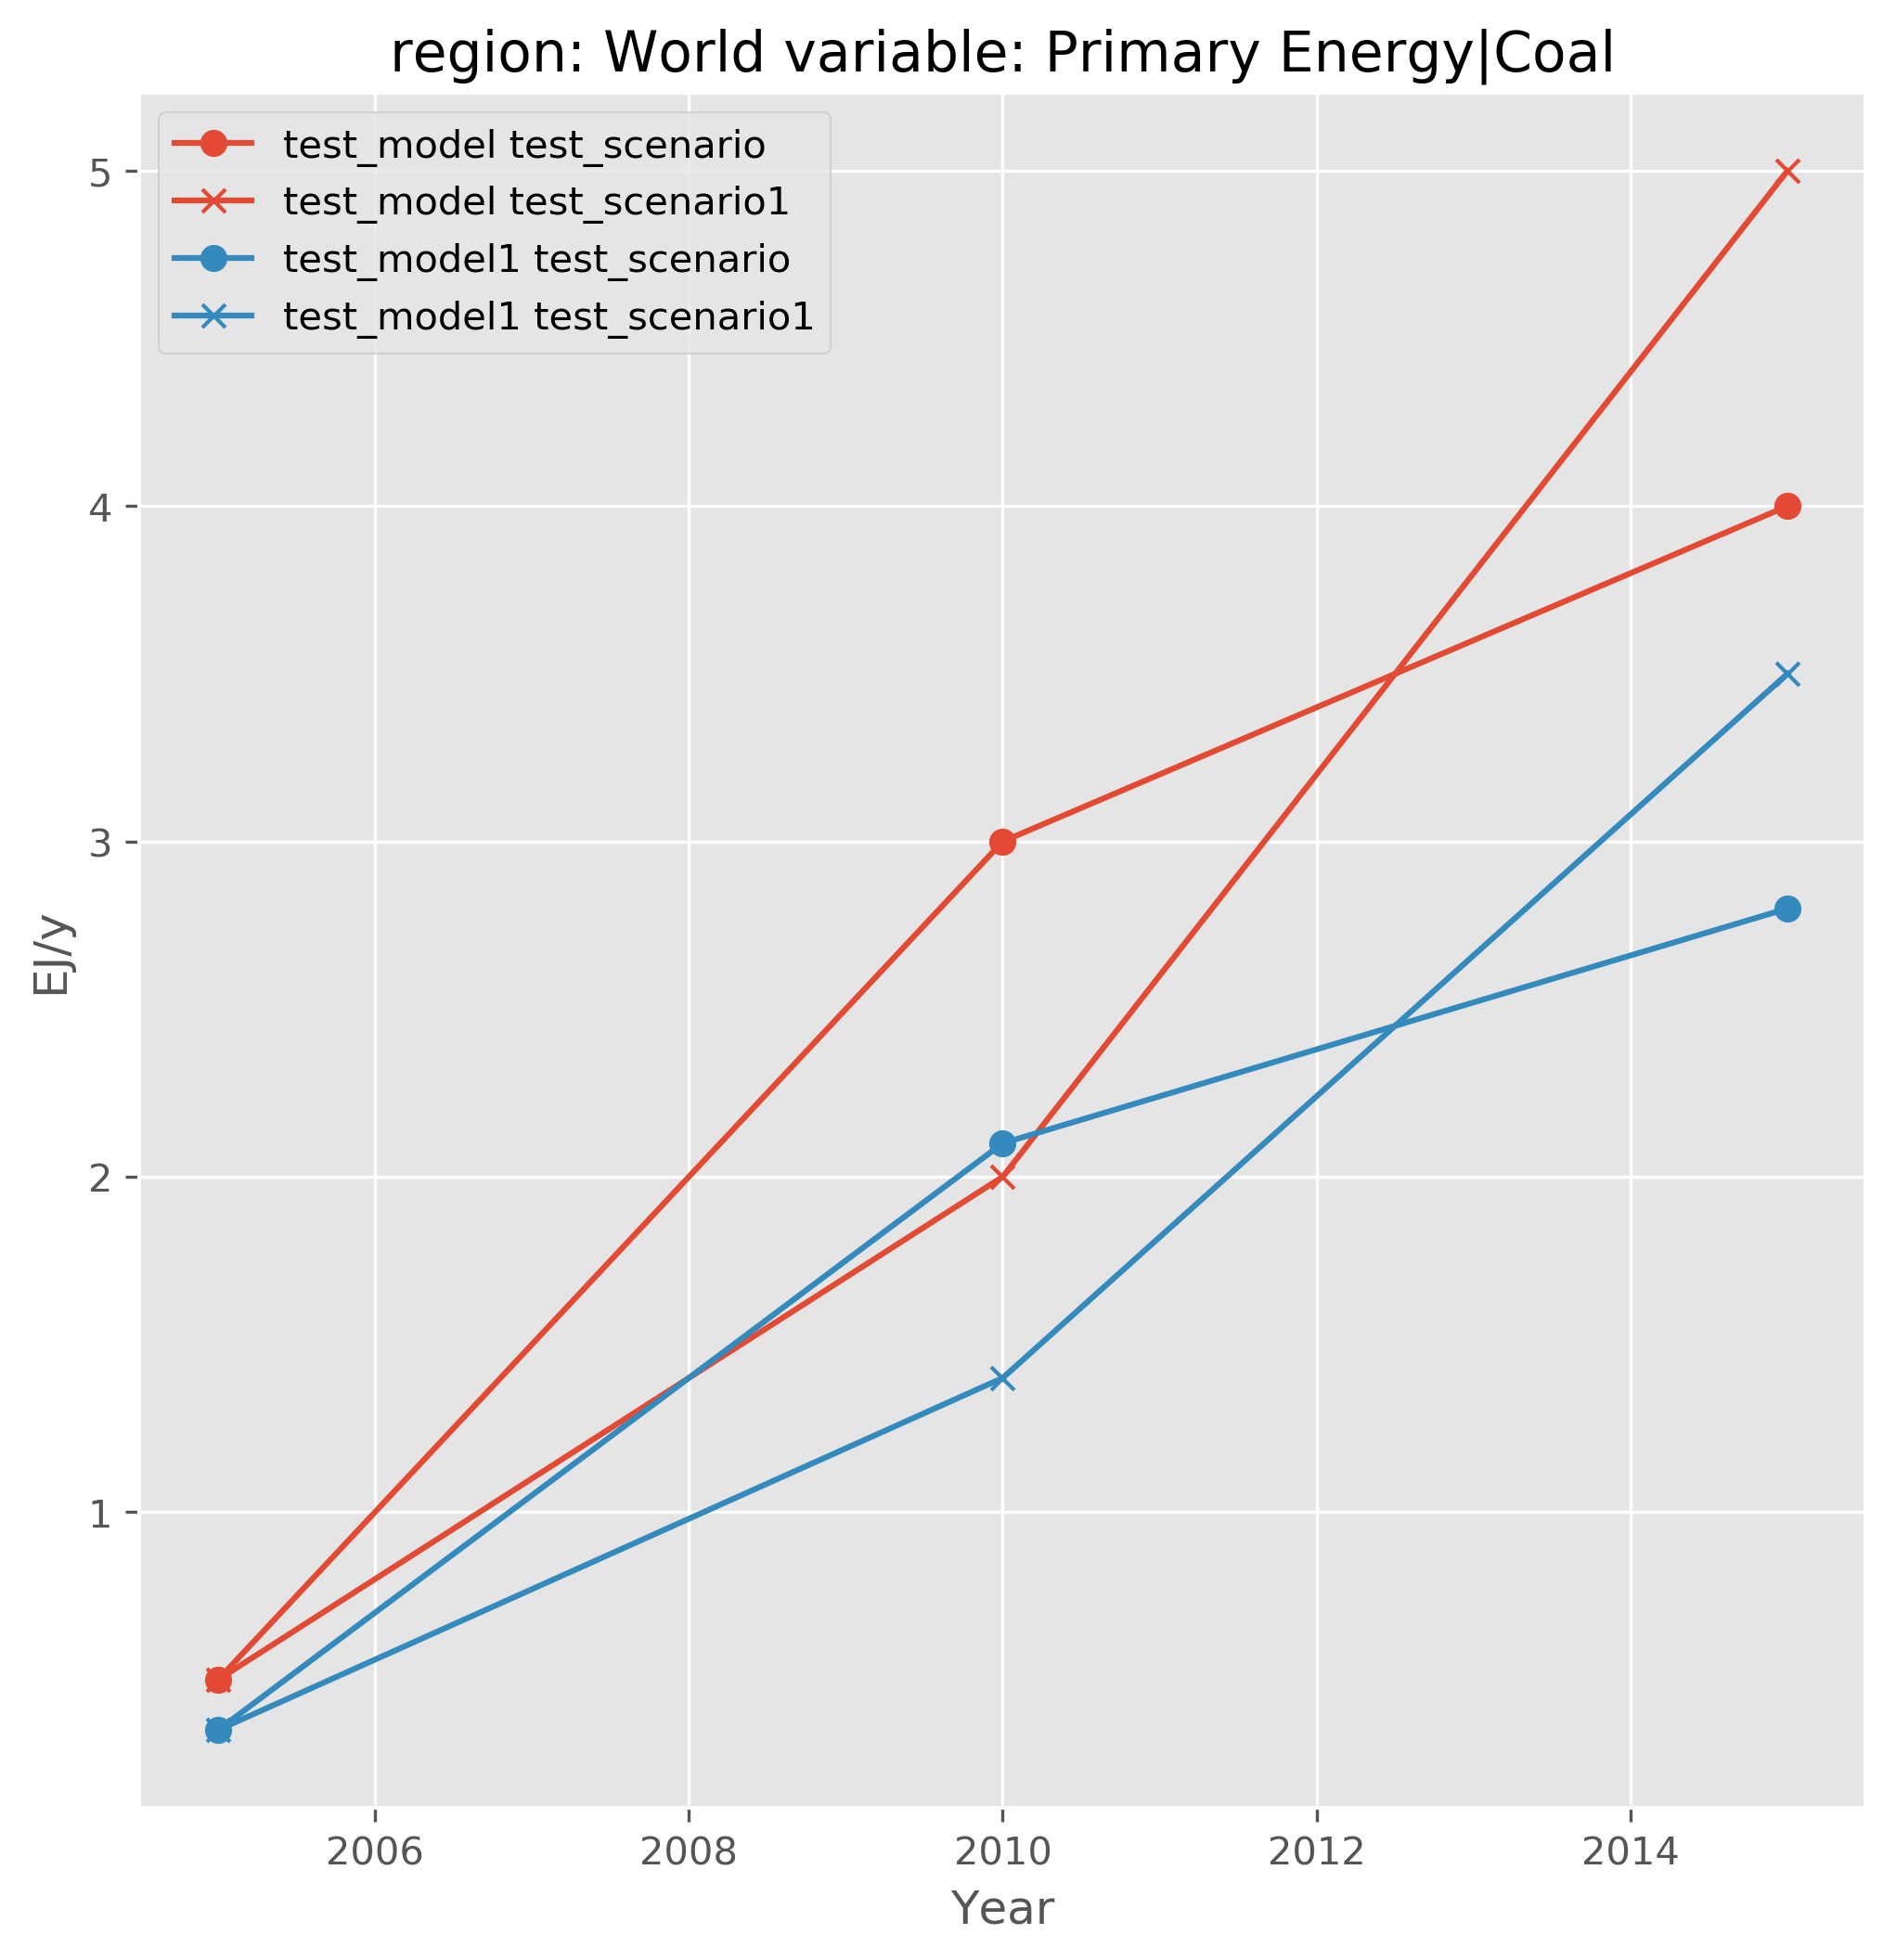 region: World variable: Primary Energy|Coal
test_model test_scenario
test_model test_scenario1
test_model1 test_scenario
test_model1 test_scenario1
5
4
3
2
1
EJ/y
2006 2008 2010 2012 2014
Year